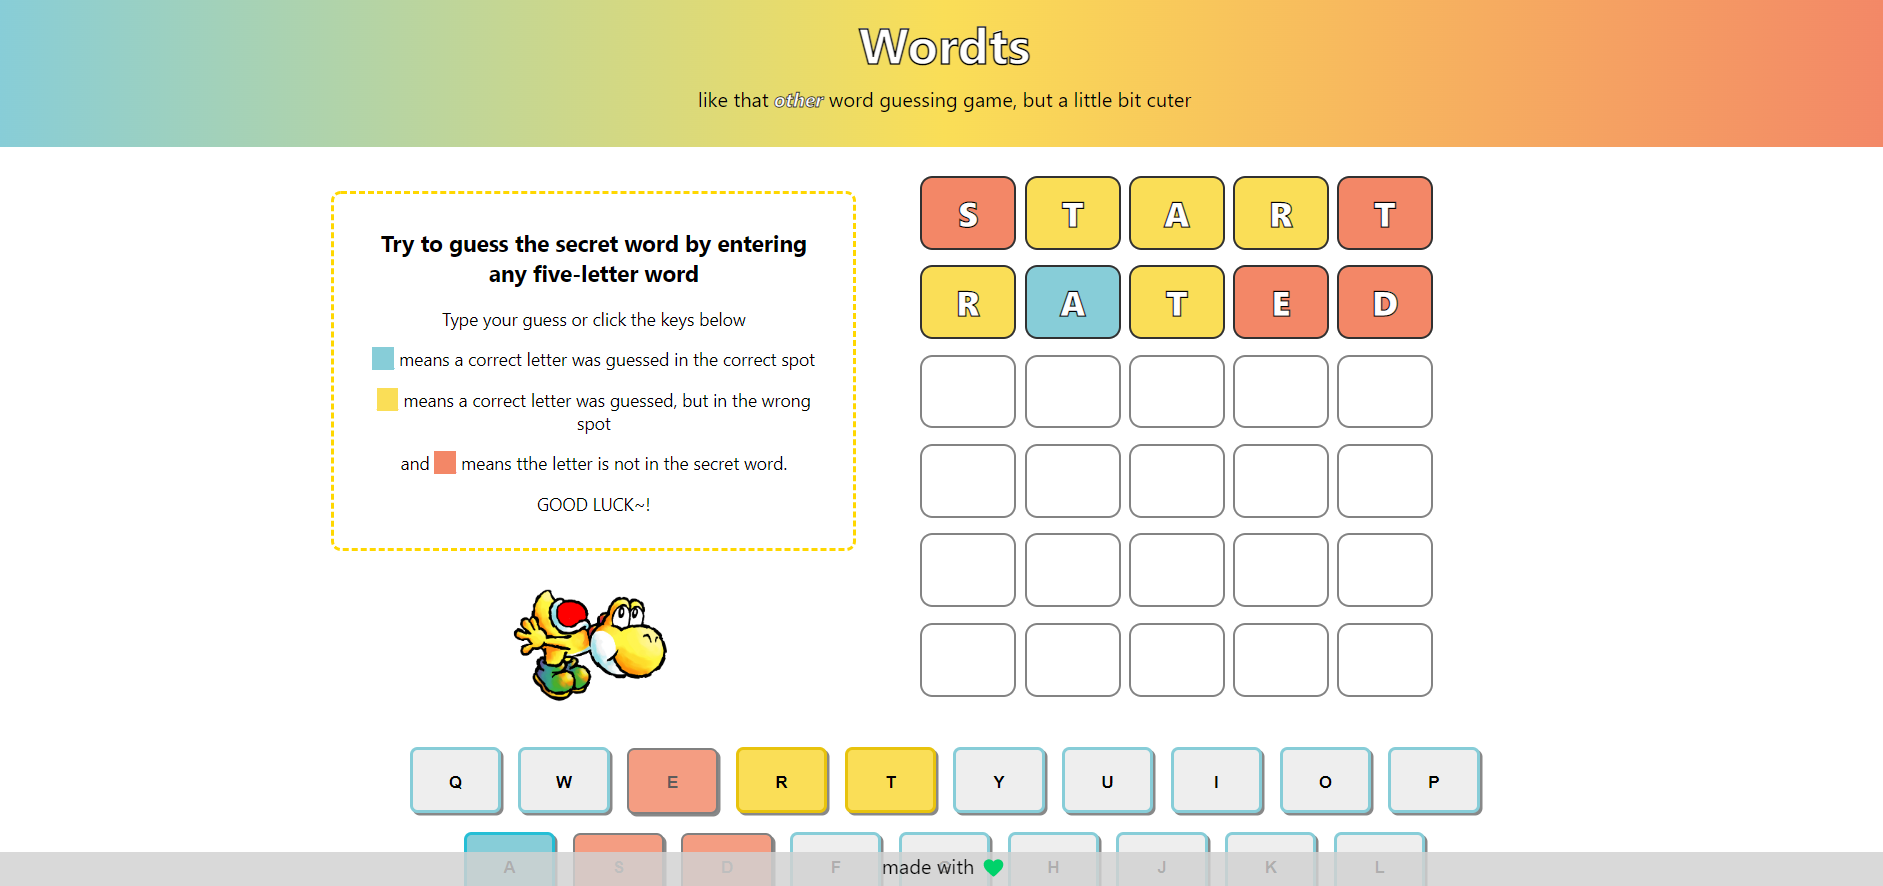 Wordts
like that other word guessing game, but a little bit cuter
Try to guess the secret word by entering
any five-letter word
Type your guess or click the keys below
means a correct letter was guessed in the correct spot
means a correct letter was guessed, but in the wrong
spot
and means tthe letter is not in the secret word.
GOOD LUCK~!
S T A R T
R A T E D
Q W E R T Y U I O P
A S D F G H J K L
made with